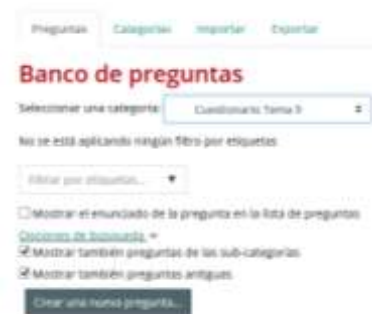 Preguntas Categorías Importar Exportar
Banco de preguntas
Seleccionar una categoría: Cuestionario Tema 9
No se está aplicando ningún filtro por etiquetas
Filtrar por etiquetas...
Mostrar el enunciado de la pregunta en la lista de preguntas
Opciones de búsqueda
Mostrar también preguntas de las sub-categorías
Mostrar también preguntas antiguas
Crear una nueva pregunta...